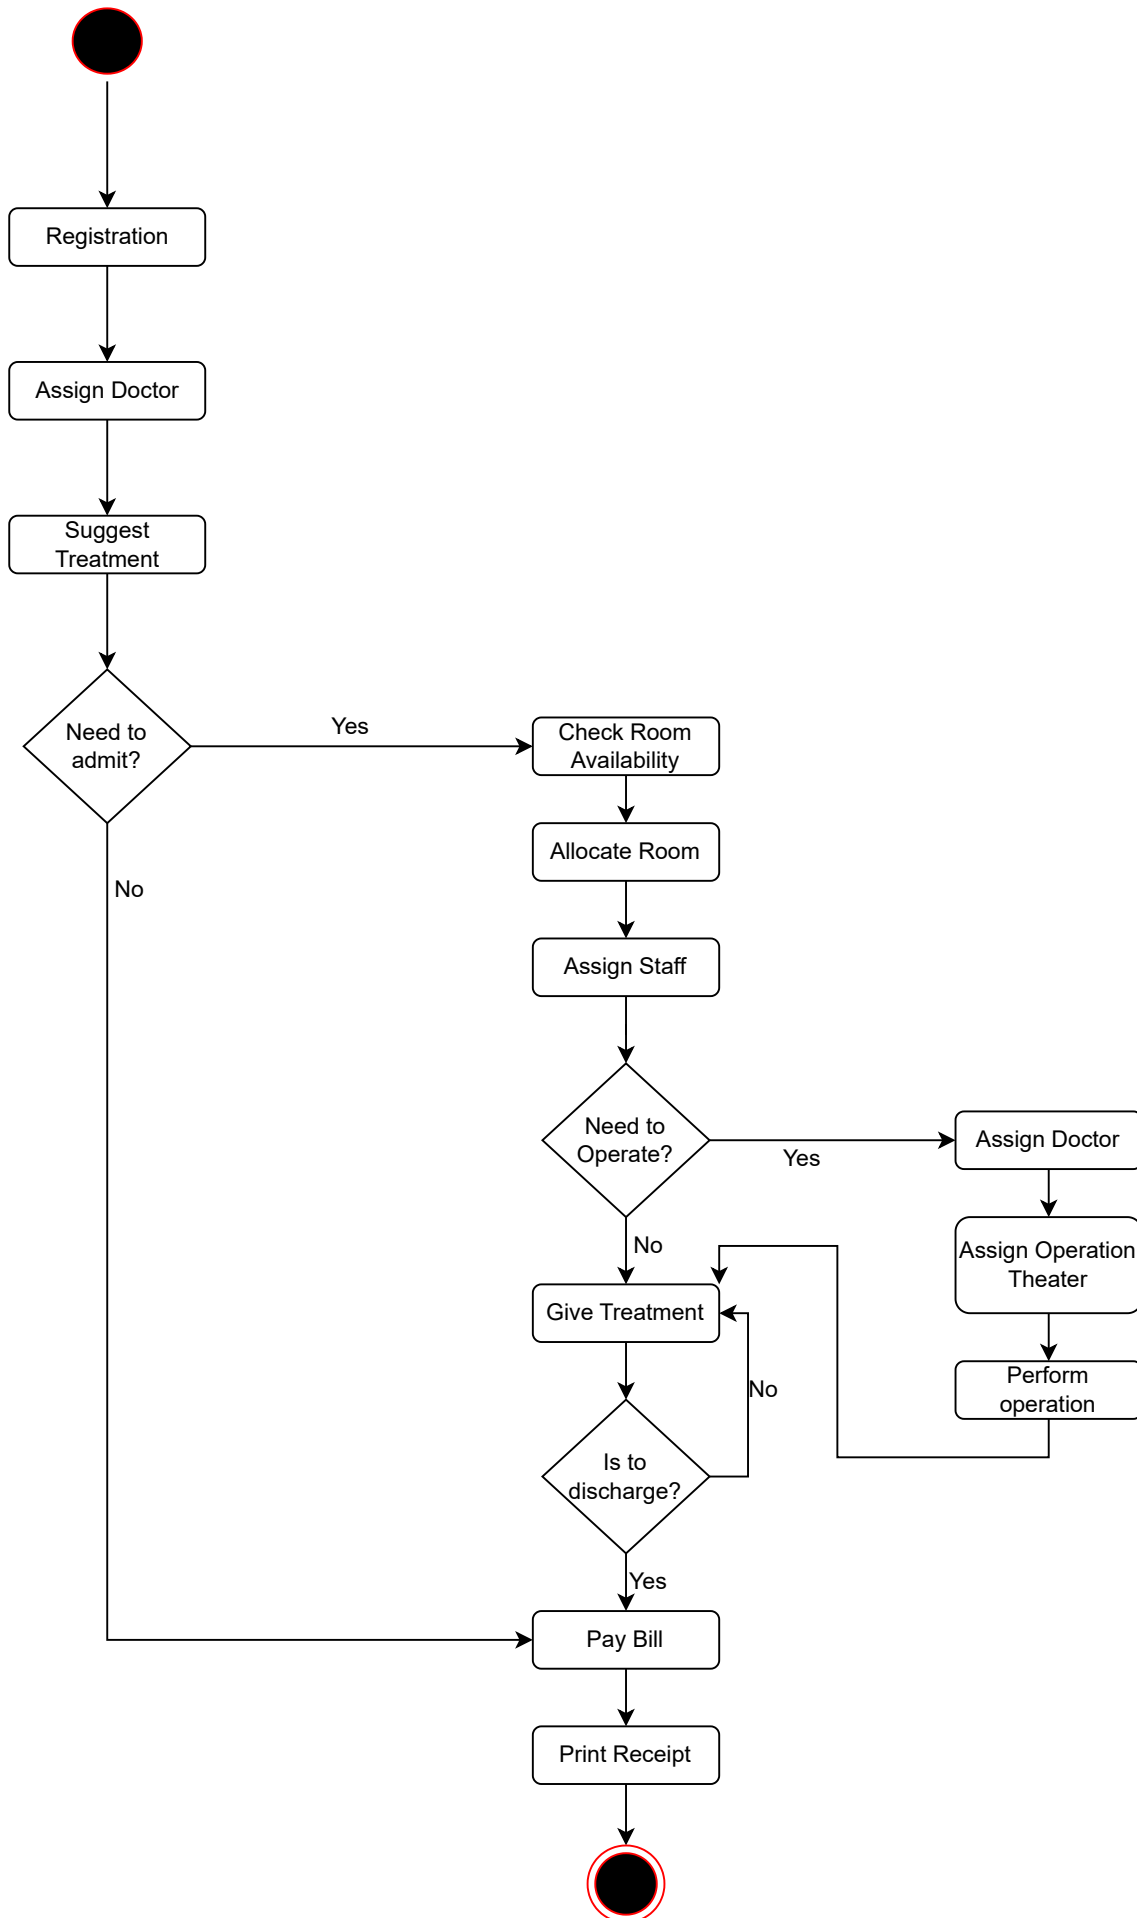 Registration
Assign Doctor
Suggest
Treatment
Need to
admit?
Yes
No
Check Room
Availability
Allocate Room
Assign Staff
Need to
Operate?
Yes
No
Assign Doctor
Assign Operation
Theater
Perform
operation
Give Treatment
No
Is to
discharge?
Yes
Pay Bill
Print Receipt